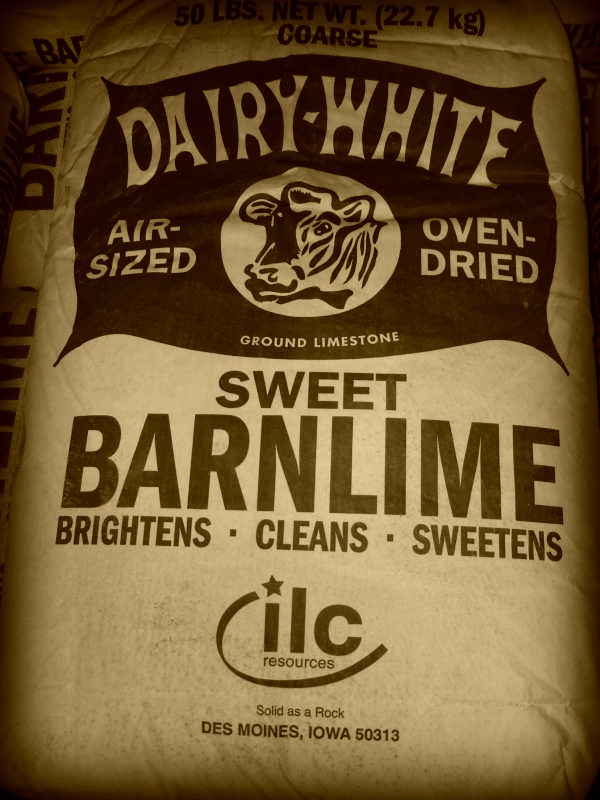 50 LBS. NET WT. (22.7 kg)
COARSE
DAIRY-WHITE
AIR-
SIZED
OVEN-
DRIED
GROUND LIMESTONE
SWEET
BARNLIME
BRIGHTENS · CLEANS · SWEETENS
ilc
resources
Solid as a Rock
DES MOINES, IOWA 50313